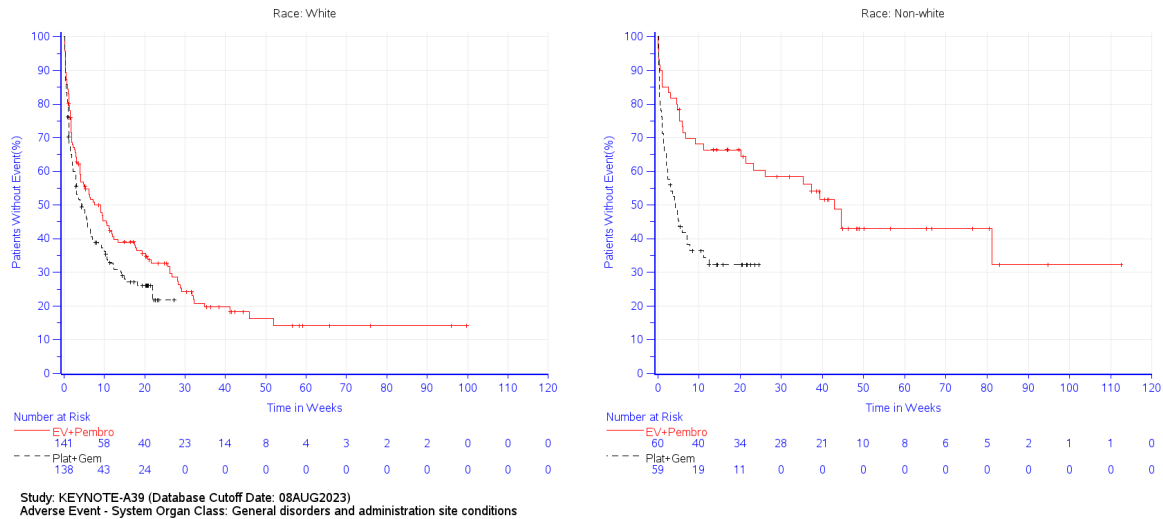 Race: White
Patients Without Event(%)
100
90
80
70
60
50
40
30
20
10
0
0 10 20 30 40 50 60 70 80 90 100 110 120
Time in Weeks
Number at Risk
EV+Pembro
141 58 40 23 14 8 4 3 2 2 0 0 0
Plat+Gem
138 43 24 0 0 0 0 0 0 0 0 0 0
Race: Non-white
Patients Without Event(%)
100
90
80
70
60
50
40
30
20
10
0
0 10 20 30 40 50 60 70 80 90 100 110 120
Time in Weeks
Number at Risk
EV+Pembro
60 40 34 28 21 10 8 6 5 2 1 1 0
Plat+Gem
59 19 11 0 0 0 0 0 0 0 0 0 0
Study: KEYNOTE-A39 (Database Cutoff Date: 08AUG2023)
Adverse Event - System Organ Class: General disorders and administration site conditions